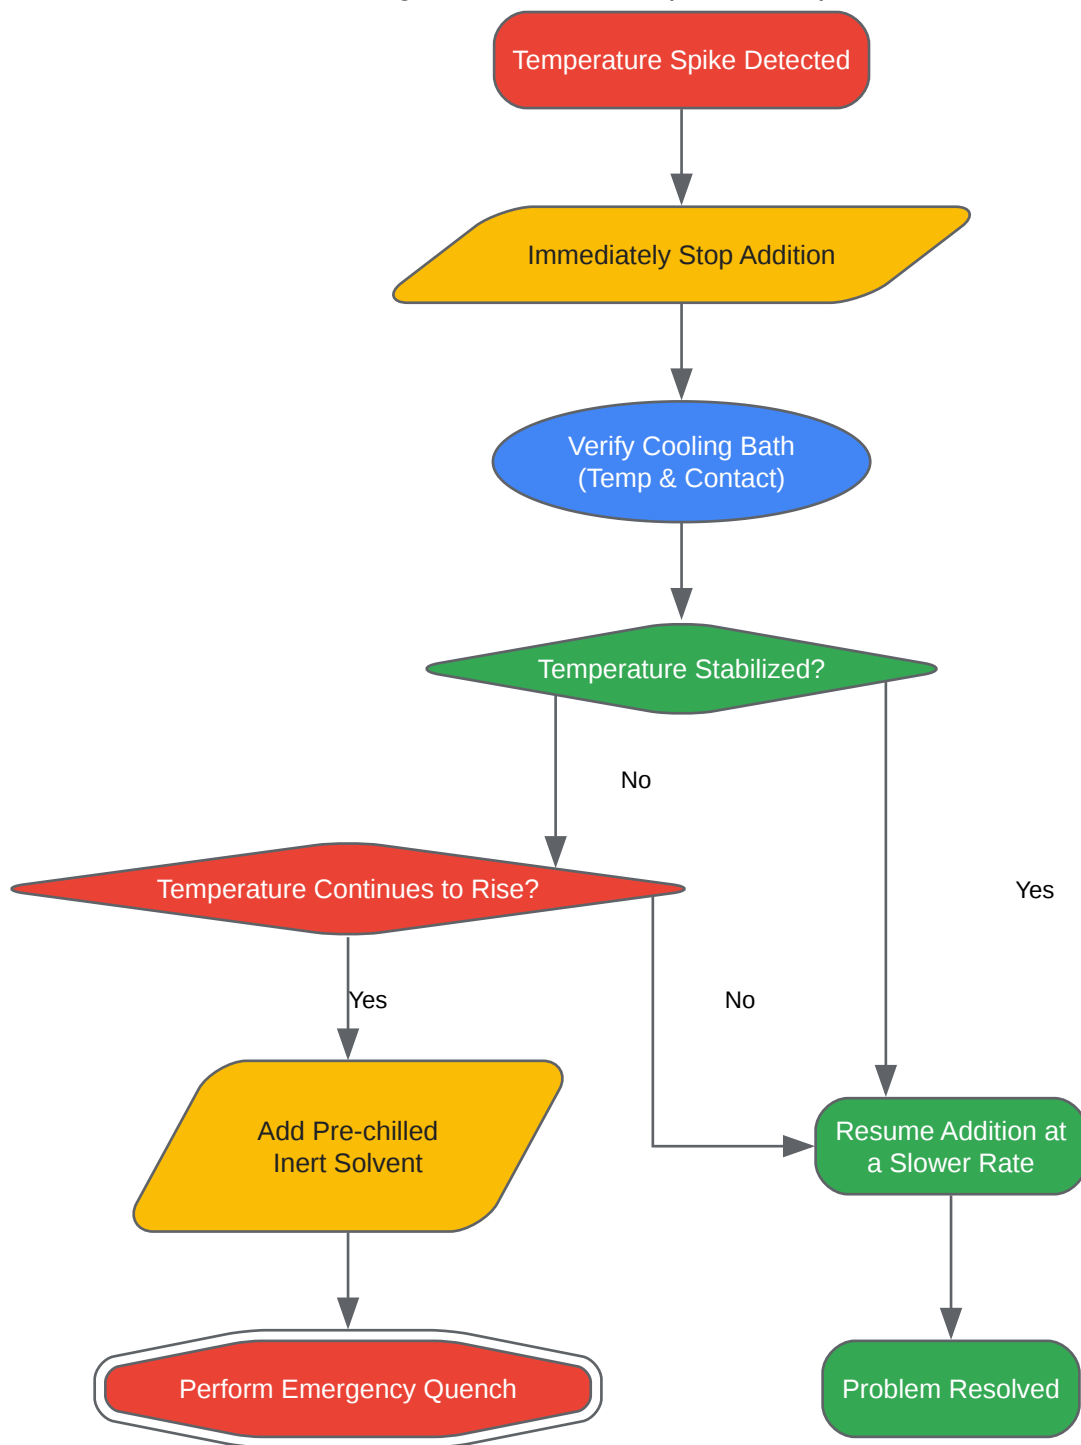 Temperature Spike Detected
Immediately Stop Addition
Verify Cooling Bath
(Temp & Contact)
Temperature Stabilized?
No
Temperature Continues to Rise?
Yes
Yes
No
Add Pre-chilled
Inert Solvent
Resume Addition at
a Slower Rate
Perform Emergency Quench
Problem Resolved